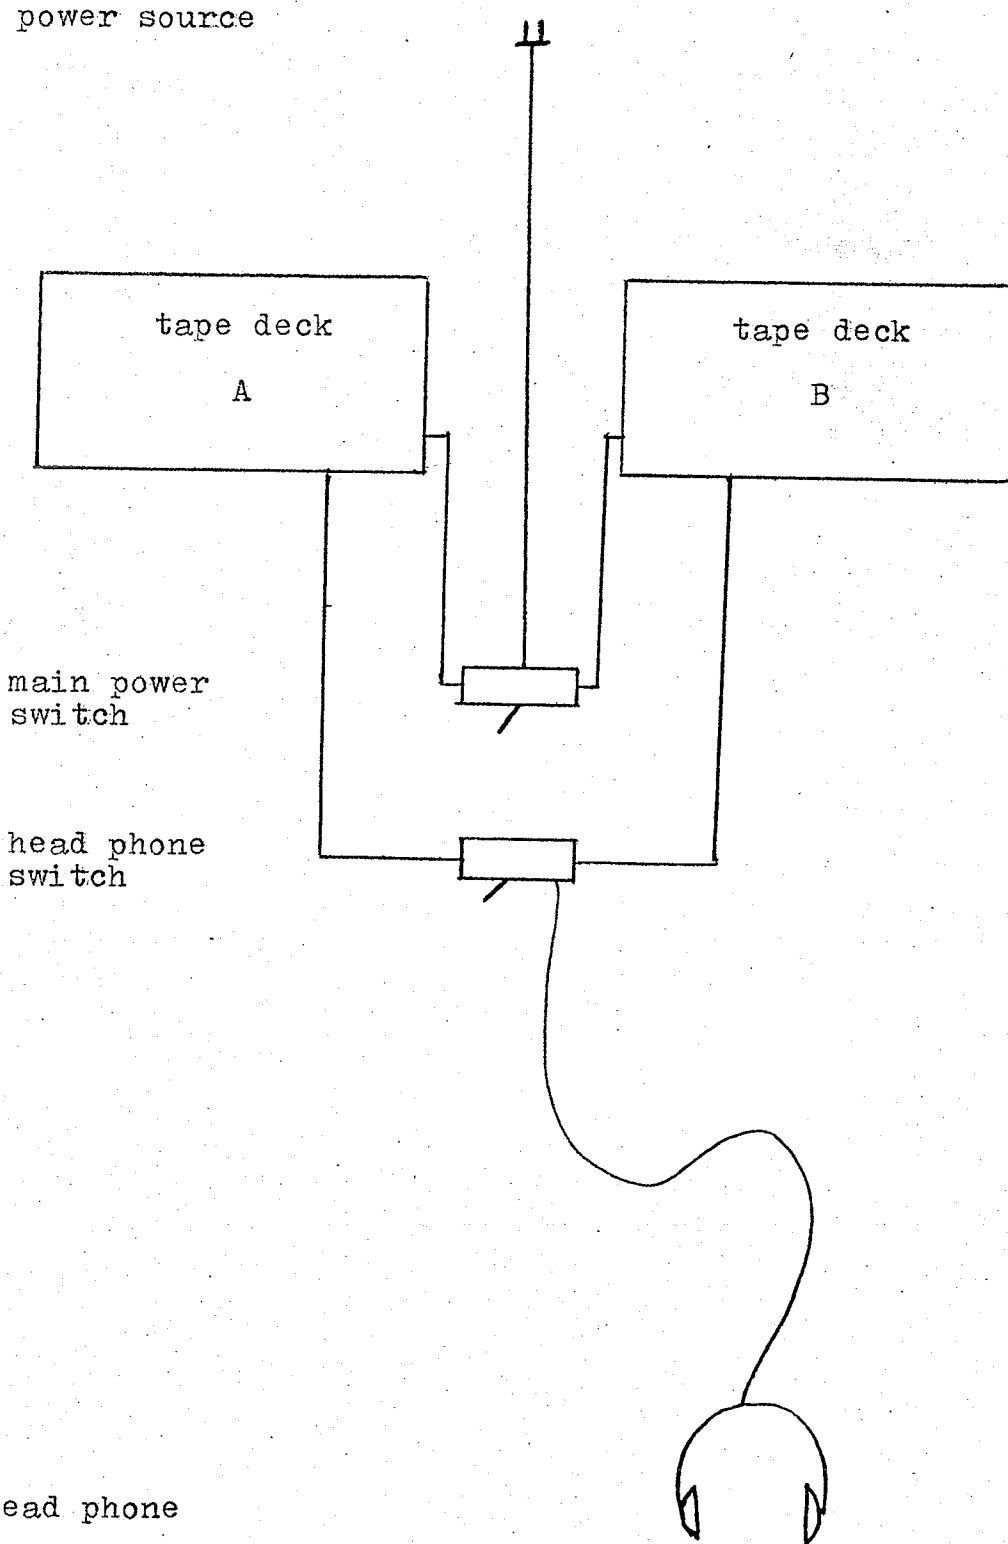 power source
tape deck
A
tape deck
B
main power
switch
head phone
switch
ead phone